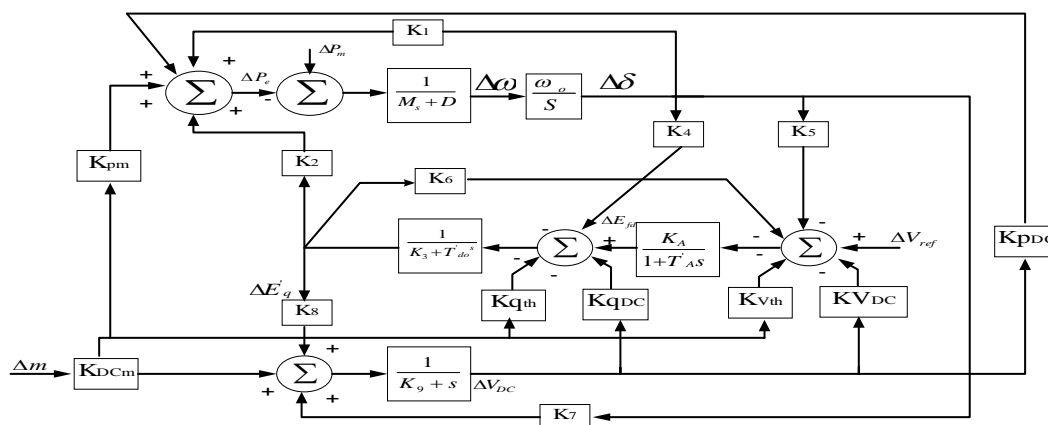 K1
ΔPm
+
+
+
+
+
Σ
ΔPe
-
Σ
1
Ms + D
Δω
ωo
S
Δδ
K4
K5
Kpm
K2
K6
ΔEfd
1
K3 + T'do s
-
Σ
+
-
-
-
KA
1+T'A s
-
-
-
-
-
Σ
+
ΔVref
KpDC
ΔE'q
Kqth
KqDC
KVth
KVDC
K8
Δm
KDCm
+
+
+
+
Σ
1
K9 + s
ΔVDC
K7